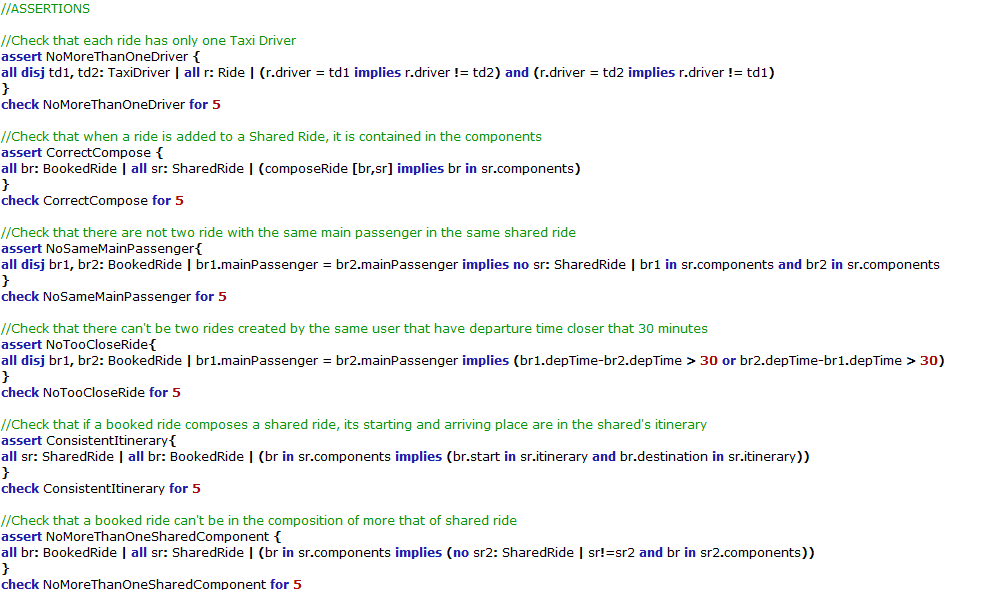 //ASSERTIONS
//Check that each ride has only one Taxi Driver
assert NoMoreThanOneDriver {
all disj td1, td2: TaxiDriver | all r: Ride | (r.driver = td1 implies r.driver != td2) and (r.driver = td2 implies r.driver != td1)
}
check NoMoreThanOneDriver for 5
//Check that when a ride is added to a Shared Ride, it is contained in the components
assert CorrectCompose {
all br: BookedRide | all sr: SharedRide | (composeRide [br,sr] implies br in sr.components)
}
check CorrectCompose for 5
//Check that there are not two ride with the same main passenger in the same shared ride
assert NoSameMainPassenger{
all disj br1, br2: BookedRide | br1.mainPassenger = br2.mainPassenger implies no sr: SharedRide | br1 in sr.components and br2 in sr.components
}
check NoSameMainPassenger for 5
//Check that there can't be two rides created by the same user that have departure time closer that 30 minutes
assert NoTooCloseRide{
all disj br1, br2: BookedRide | br1.mainPassenger = br2.mainPassenger implies (br1.depTime-br2.depTime > 30 or br2.depTime-br1.depTime > 30)
}
check NoTooCloseRide for 5
//Check that if a booked ride composes a shared ride, its starting and arriving place are in the shared's itinerary
assert ConsistentItinerary{
all sr: SharedRide | all br: BookedRide | (br in sr.components implies (br.start in sr.itinerary and br.destination in sr.itinerary))
}
check ConsistentItinerary for 5
//Check that a booked ride can't be in the composition of more that of shared ride
assert NoMoreThanOneSharedComponent {
all br: BookedRide | all sr: SharedRide | (br in sr.components implies (no sr2: SharedRide | sr!=sr2 and br in sr2.components))
}
check NoMoreThanOneSharedComponent for 5